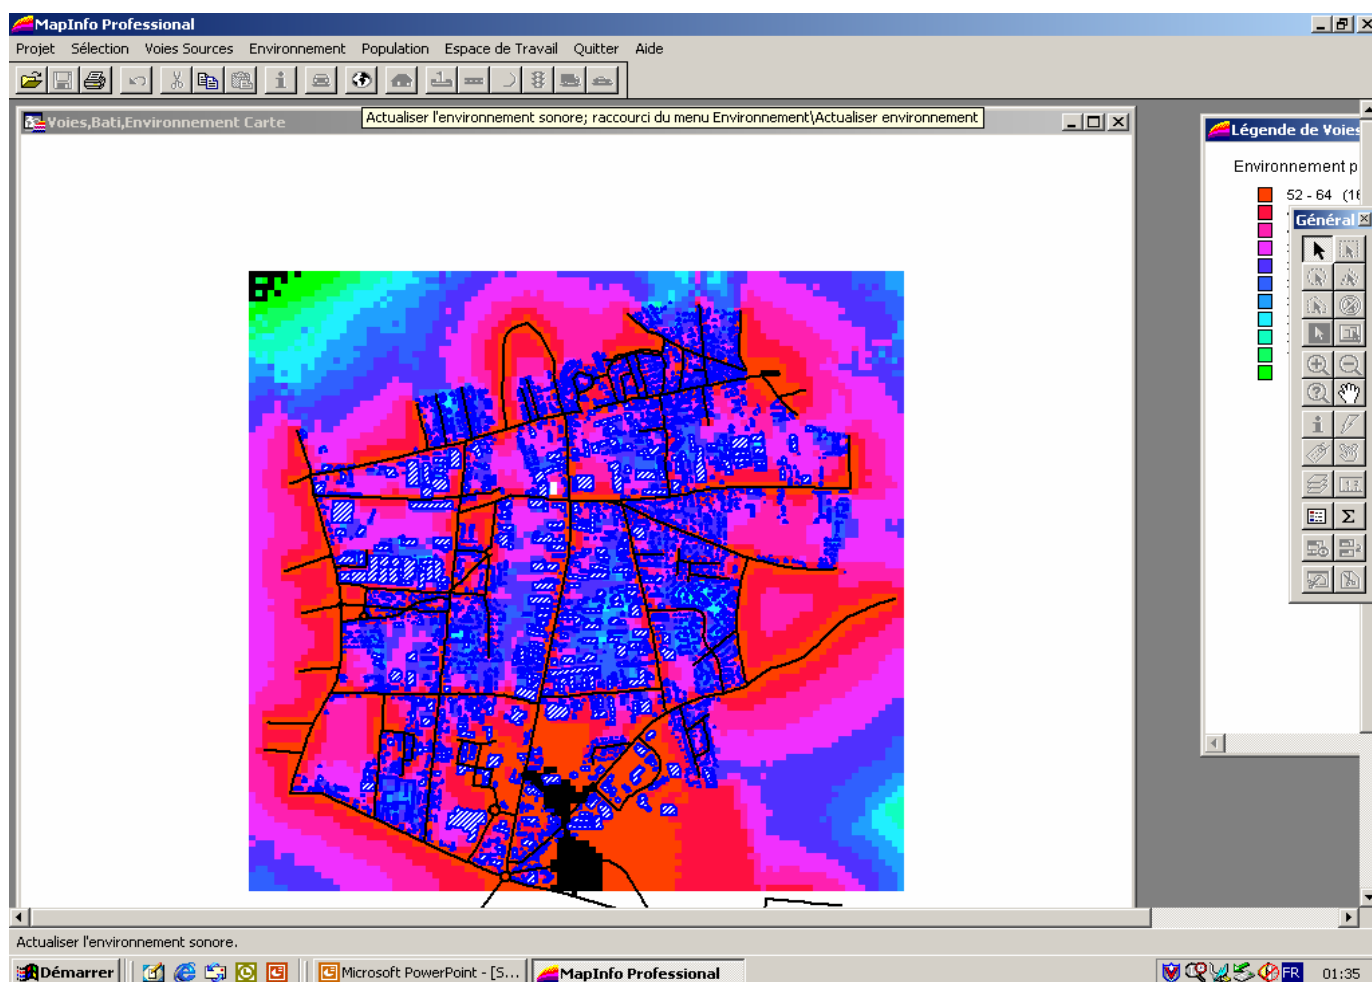 MapInfo Professional
Projet Sélection Voies Sources Environnement Population Espace de Travail Quitter Aide
Voies,Bati,Environnement Carte
Actualiser l'environnement sonore; raccourci du menu Environnement\Actualiser environnement
Légende de Voies
Environnement p
52 - 64 (16
Général
Actualiser l'environnement sonore.
Démarrer
Microsoft PowerPoint - [S...
MapInfo Professional
FR
01:35